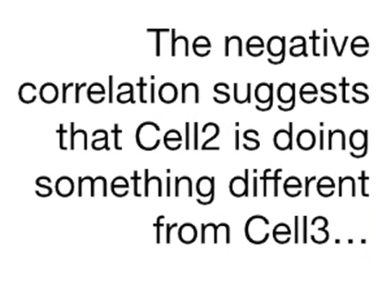 The negative
correlation suggests
that Cell2 is doing
something different
from Cell3...